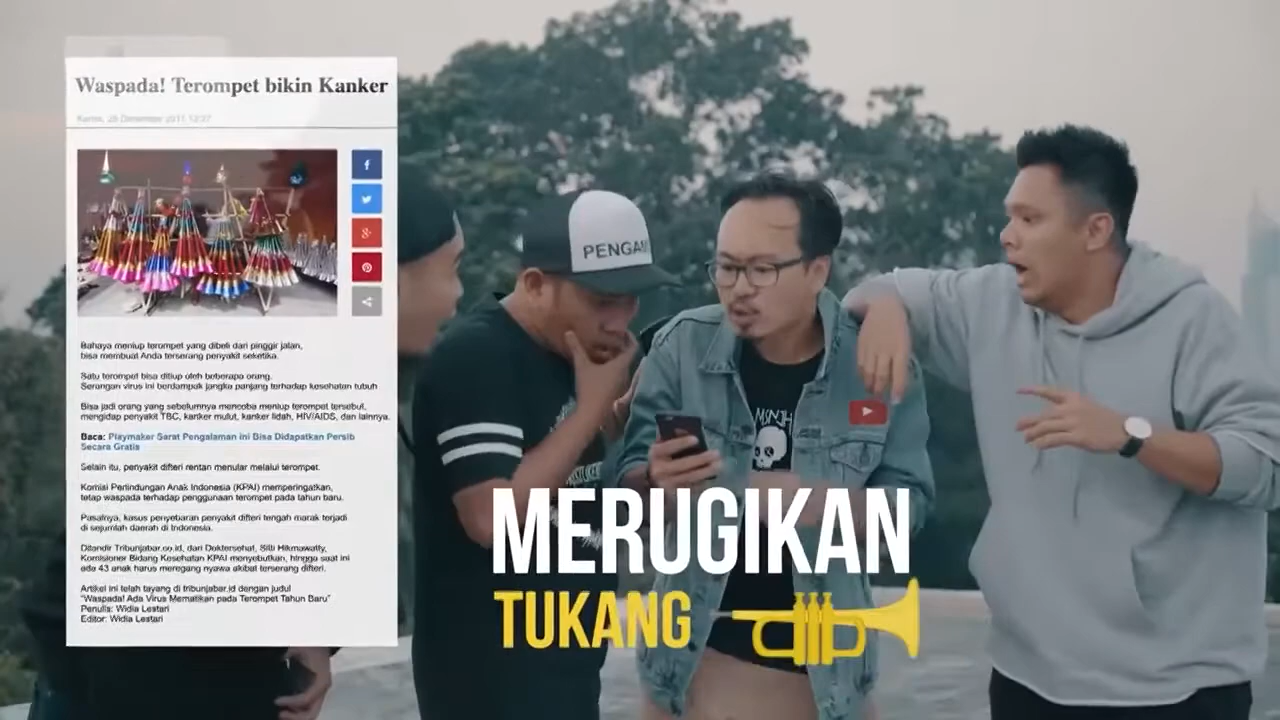 Waspada! Terompet bikin Kanker
Bahaya meniup terompet yang dibeli dari pinggir jalan,
bisa membuat Anda terserang penyakit seketika.
Satu terompet bisa ditiup oleh beberapa orang.
Serangan virus ini berdampak jangka panjang terhadap kesehatan tubuh
Bisa jadi orang yang sebelumnya mencoba meniup terompet tersebut,
mengidap penyakit TBC, kanker mulut, kanker lidah, HIV/AIDS, dan lainnya.
Baca: Playmaker Sarat Pengalaman ini Bisa Didapatkan Persib
Secara Gratis
Selain itu, penyakit difteri rentan menular melalui terompet.
Komisi Perlindungan Anak Indonesia (KPAI) memperingatkan,
tetap waspada terhadap penggunaan terompet pada tahun baru.
Pasalnya, kasus penyebaran penyakit difteri tengah marak terjadi
di sejumlah daerah di Indonesia.
Dilansir Tribunjabar.co.id, dari Doktersehat, Sitti Hikmawatty,
Komisioner Bidang Kesehatan KPAI menyebutkan, hingga saat ini
ada 43 anak harus meregang nyawa akibat terserang difteri.
Artikel ini telah tayang di tribunjabar.id dengan judul
"Waspada! Ada Virus Mematikan pada Terompet Tahun Baru"
Penulis: Widia Lestari
Editor: Widia Lestari
PENGA
MERUGIKAN
TUKANG